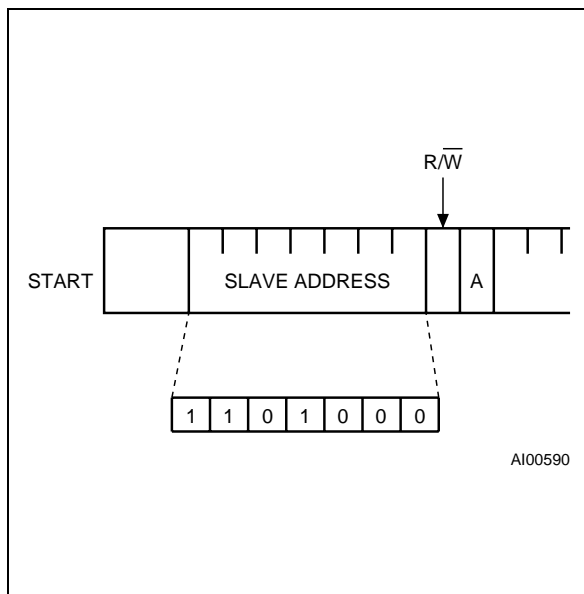 R/W̅
START
SLAVE ADDRESS
A
1 1 0 1 0 0 0
AI00590